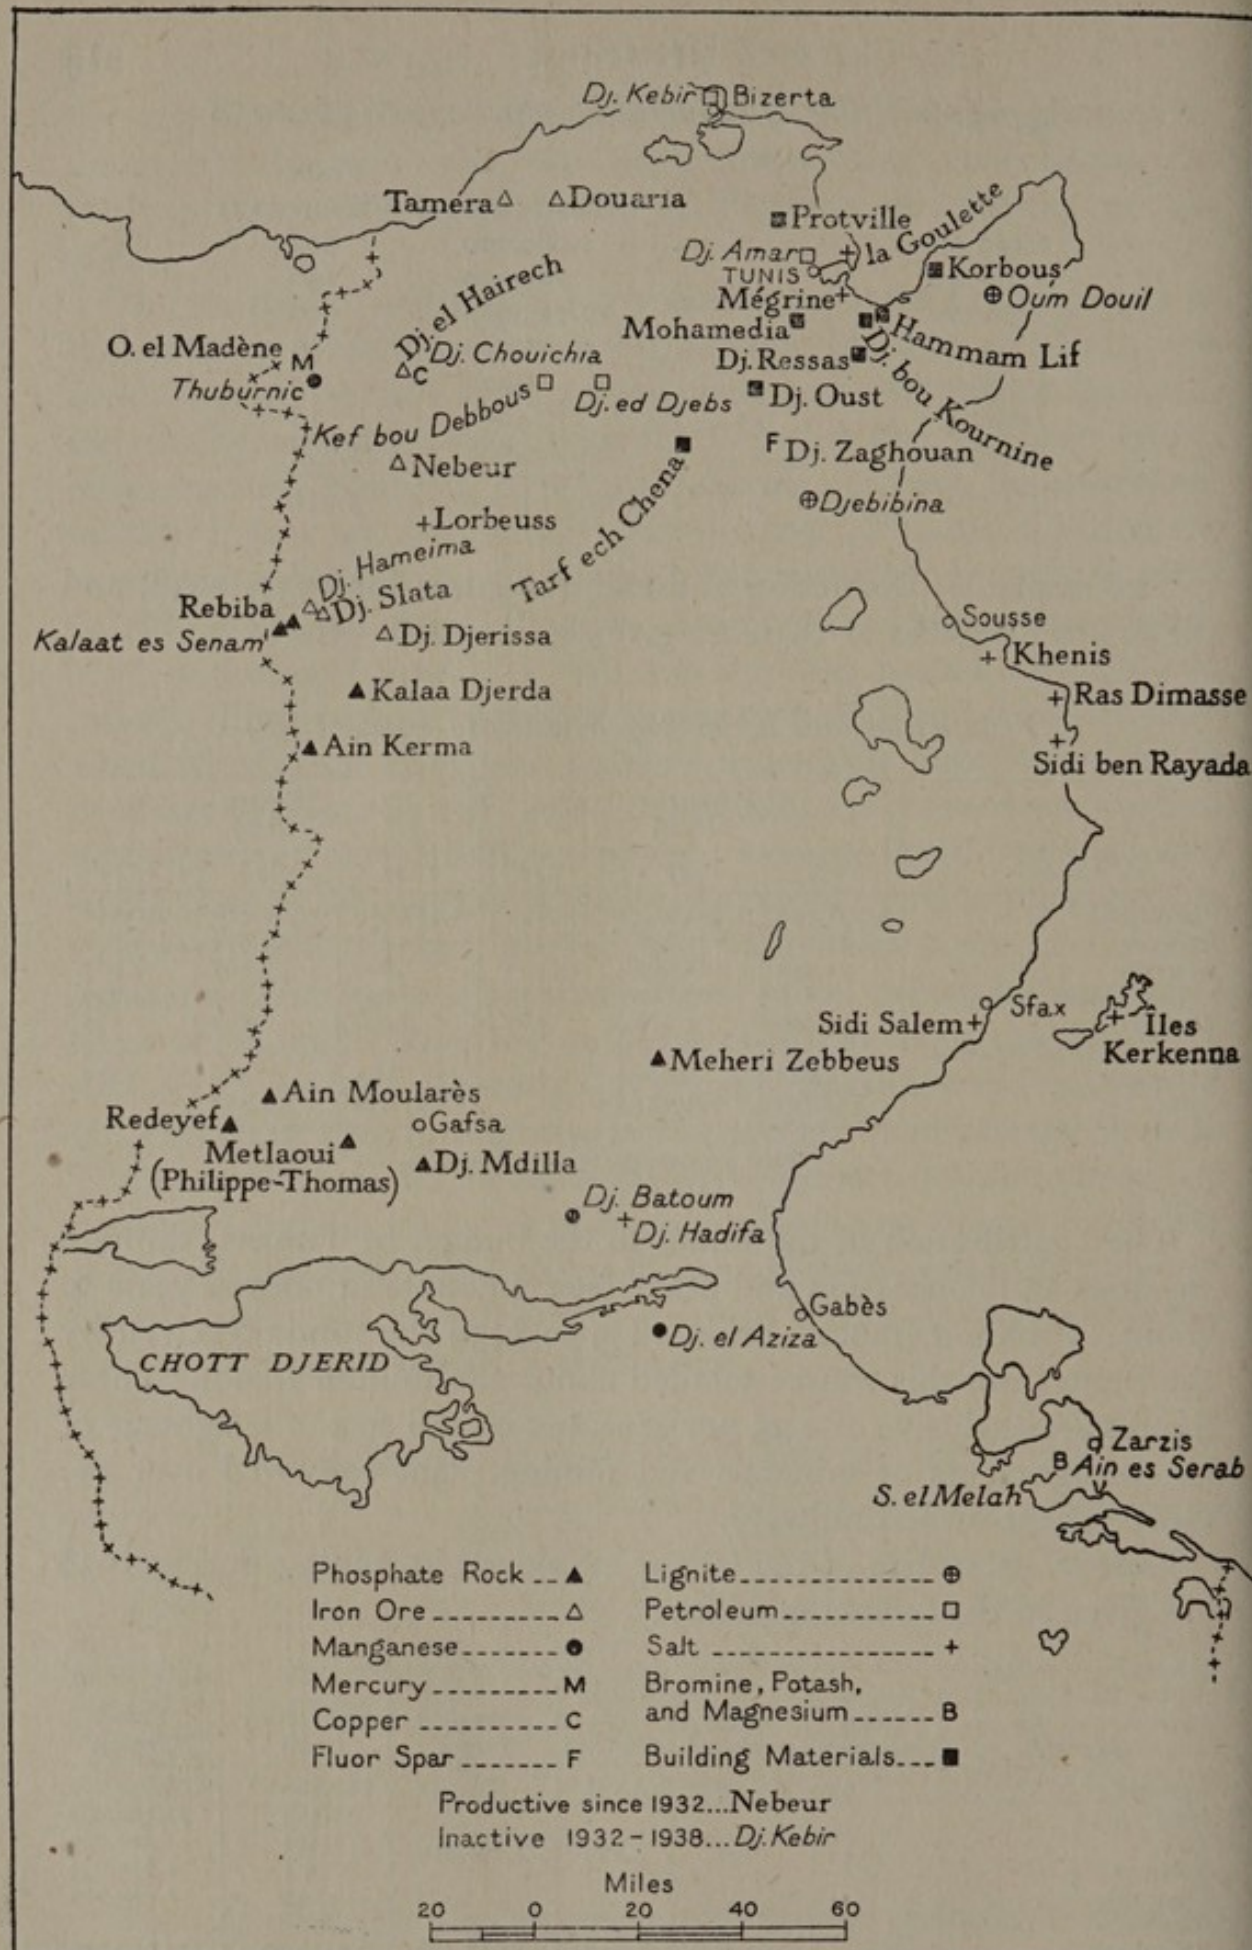 Dj. Kebir
Bizerta
Tamera
Douaria
Protville
la Goulette
Dj. Amar
TUNIS
Korbous
Oum Douil
Mégrine
Dj. el Hairech
Mohamedia
Hammam Lif
O. el Madène
M
Dj. Chouichia
C
Dj. Ressas
Dj. bou Kournine
Thuburnic
Kef bou Debbous
Dj. ed Djebs
Dj. Oust
Nebeur
F
Dj. Zaghouan
Tarf ech Chena
Djebibina
Lorbeuss
Dj. Hameima
Rebiba
Dj. Slata
Sousse
Kalaat es Senam
Dj. Djerissa
Khenis
Kalaa Djerda
Ras Dimasse
Ain Kerma
Sidi ben Rayada
Sidi Salem
Sfax
Îles
Kerkenna
Meheri Zebbeus
Ain Moularès
Redeyef
Gafsa
Metlaoui
(Philippe-Thomas)
Dj. Mdilla
Dj. Batoum
Dj. Hadifa
Gabès
Dj. el Aziza
CHOTT DJERID
Zarzis
B
Ain es Serab
S. el Melah
Phosphate Rock
Iron Ore
Manganese
Mercury M
Copper C
Fluor Spar F
Lignite
Petroleum
Salt
Bromine, Potash,
and Magnesium B
Building Materials
Productive since 1932...Nebeur
Inactive 1932-1938...Dj. Kebir
Miles
20 0 20 40 60